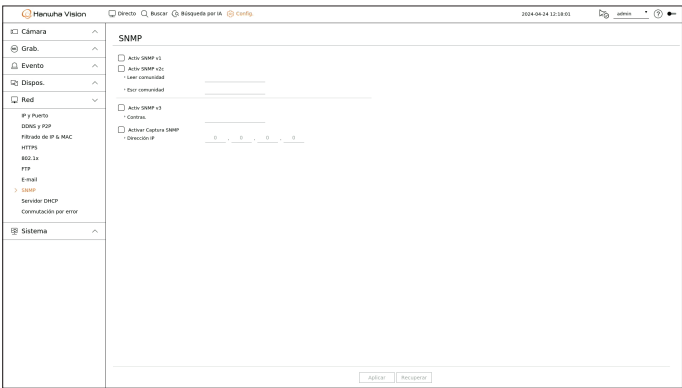 Hanwha Vision
Directo Buscar Búsqueda por IA Config. 2024-04-24 12:18:01 admin ?
Cámara
Grab.
Evento
Dispos.
Red
IP y Puerto
DDNS y P2P
Filtrado de IP & MAC
HTTPS
802.1x
FTP
E-mail
> SNMP
Servidor DHCP
Conmutación por error
Sistema
SNMP
Activ SNMP v1
Activ SNMP v2c
· Leer comunidad
· Escr comunidad
Activ SNMP v3
· Contras.
Activar Captura SNMP
· Dirección IP 0 . 0 . 0 . 0
Aplicar Recuperar